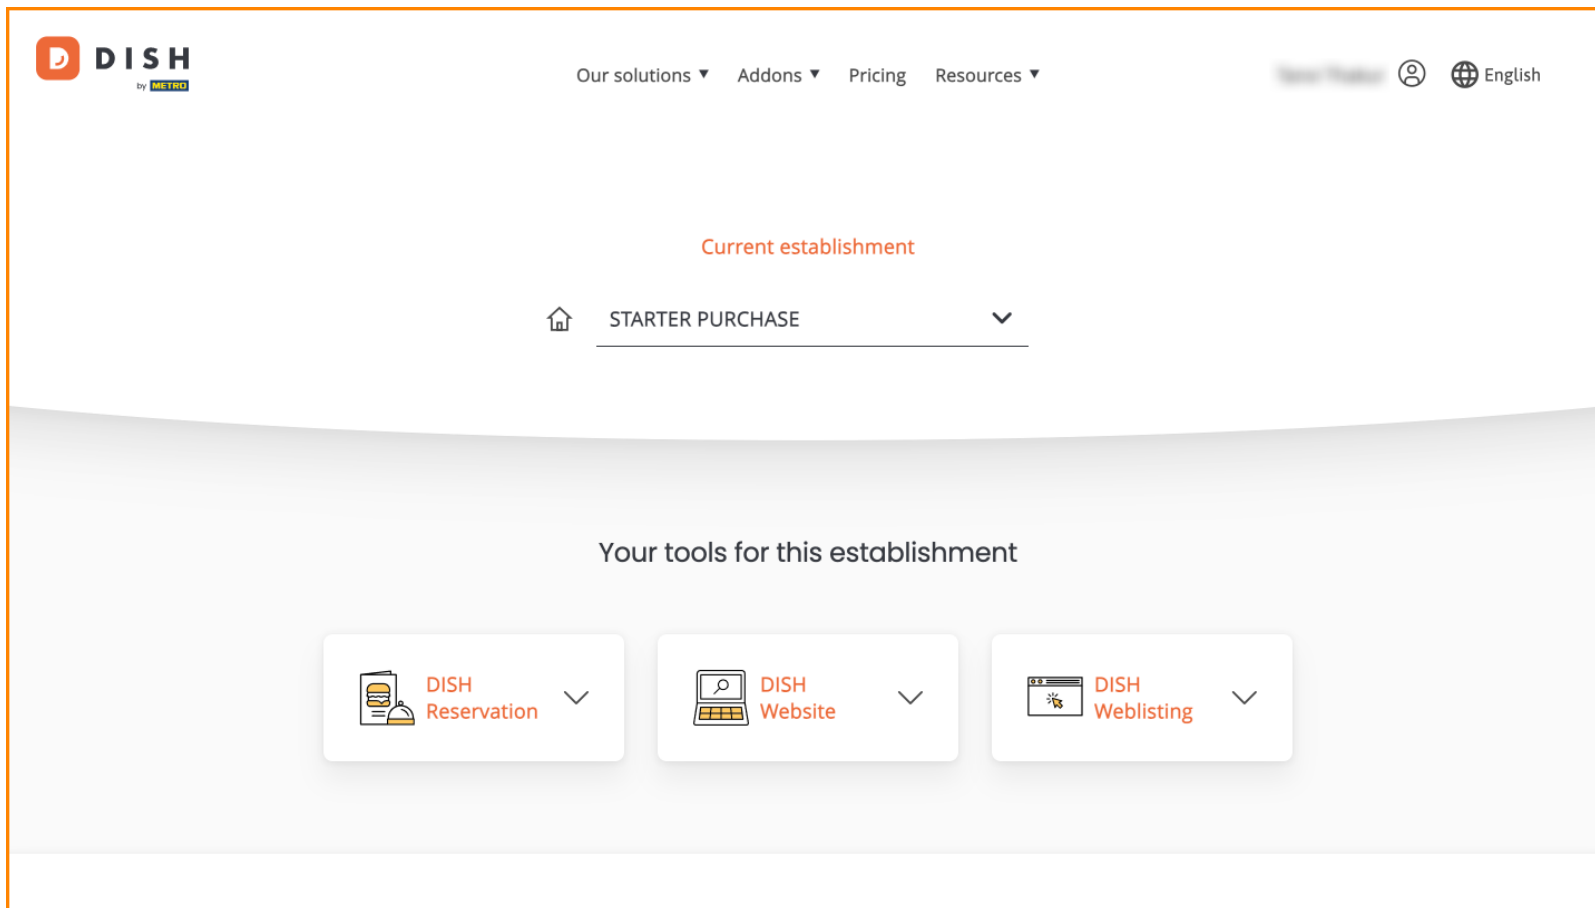 DISH
by METRO
Our solutions ▼ Addons ▼ Pricing Resources ▼
English
Current establishment
STARTER PURCHASE
Your tools for this establishment
DISH
Reservation
DISH
Website
DISH
Weblisting